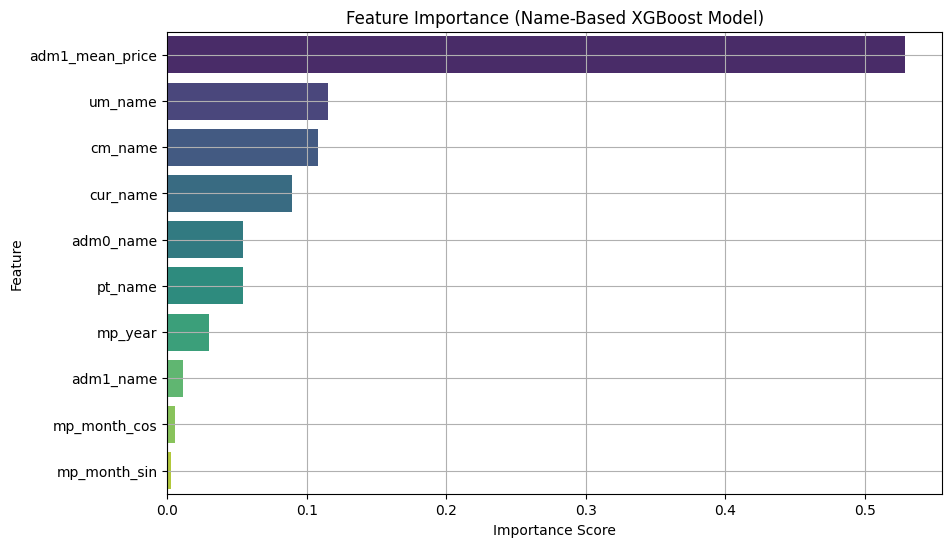 Feature Importance (Name-Based XGBoost Model)
adm1_mean_price
um_name
cm_name
cur_name
adm0_name
pt_name
mp_year
adm1_name
mp_month_cos
mp_month_sin
Feature
0.0 0.1 0.2 0.3 0.4 0.5
Importance Score